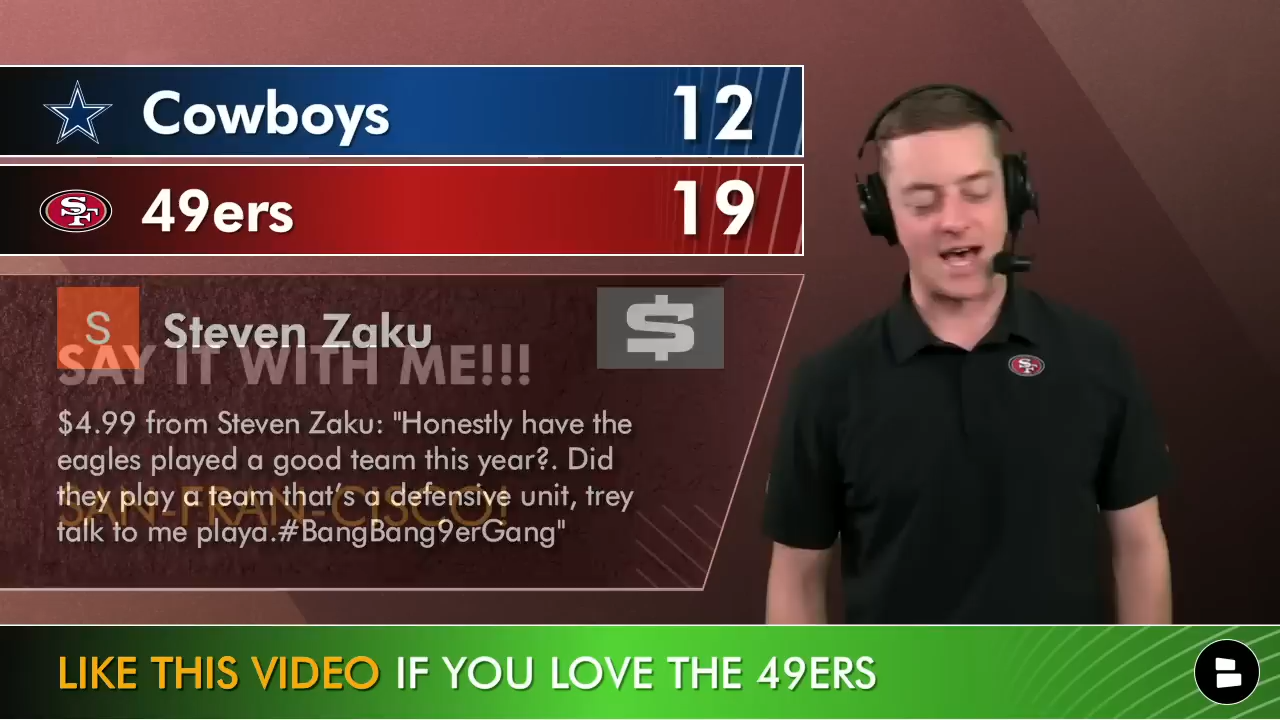 Cowboys 12
49ers 19
S Steven Zaku $
SAY IT WITH ME!!!
$4.99 from Steven Zaku: "Honestly have the
eagles played a good team this year?. Did
they play a team that's a defensive unit, trey
SAN-FRAN-CISCO!
talk to me playa.#BangBang9erGang"
LIKE THIS VIDEO IF YOU LOVE THE 49ERS